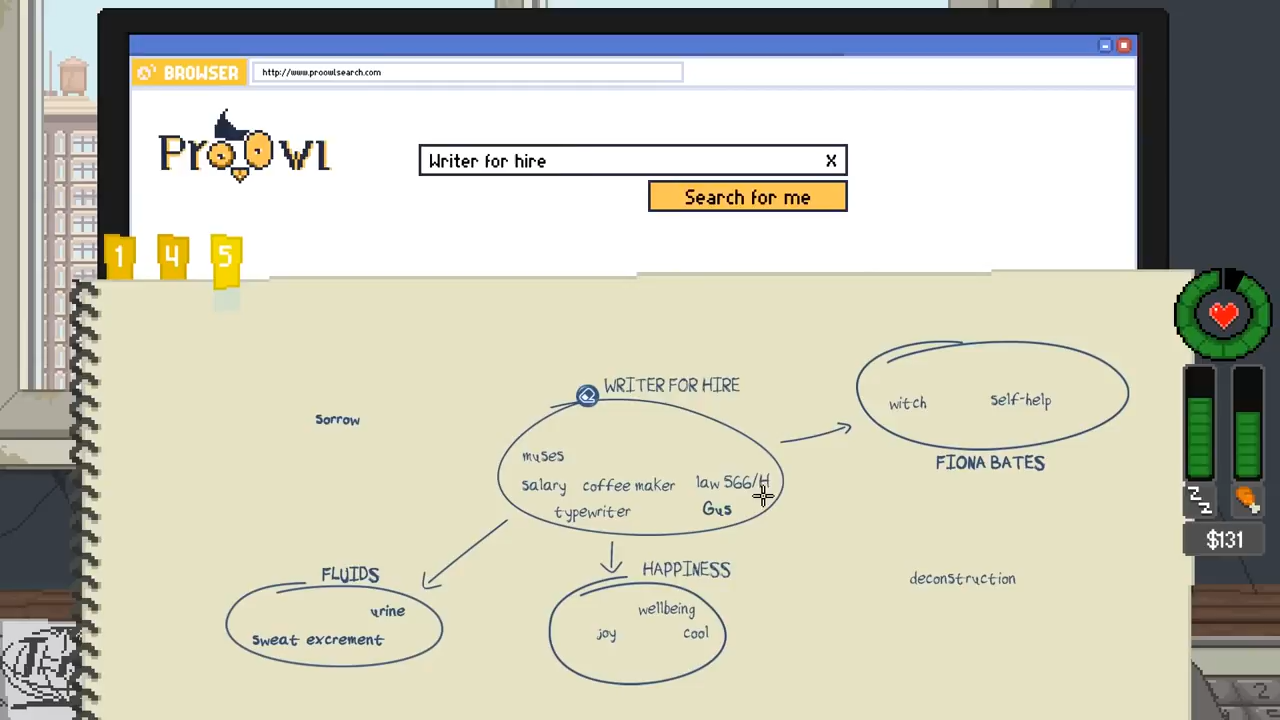 BROWSER
http://www.proowlsearch.com
PrOOwl
Writer for hire X
Search for me
1 4 5
WRITER FOR HIRE
muses
salary coffee maker law 566/H
typewriter Gus
witch self-help
FIONA BATES
sorrow
FLUIDS
urine
sweat excrement
HAPPINESS
wellbeing
joy cool
deconstruction
$131